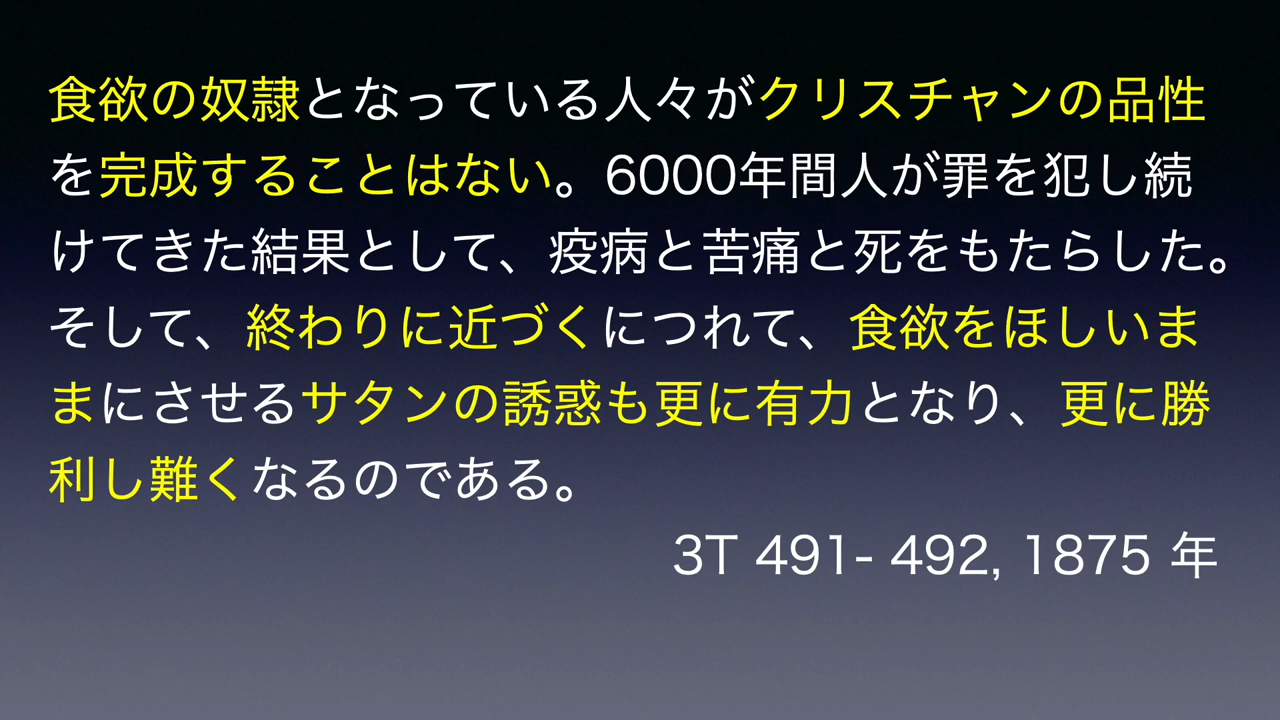 食欲の奴隷となっている人々がクリスチャンの品性
を完成することはない。6000年間人が罪を犯し続
けてきた結果として、疫病と苦痛と死をもたらした。
そして、終わりに近づくにつれて、食欲をほしいま
まにさせるサタンの誘惑も更に有力となり、更に勝
利し難くなるのである。
3T 491- 492, 1875 年